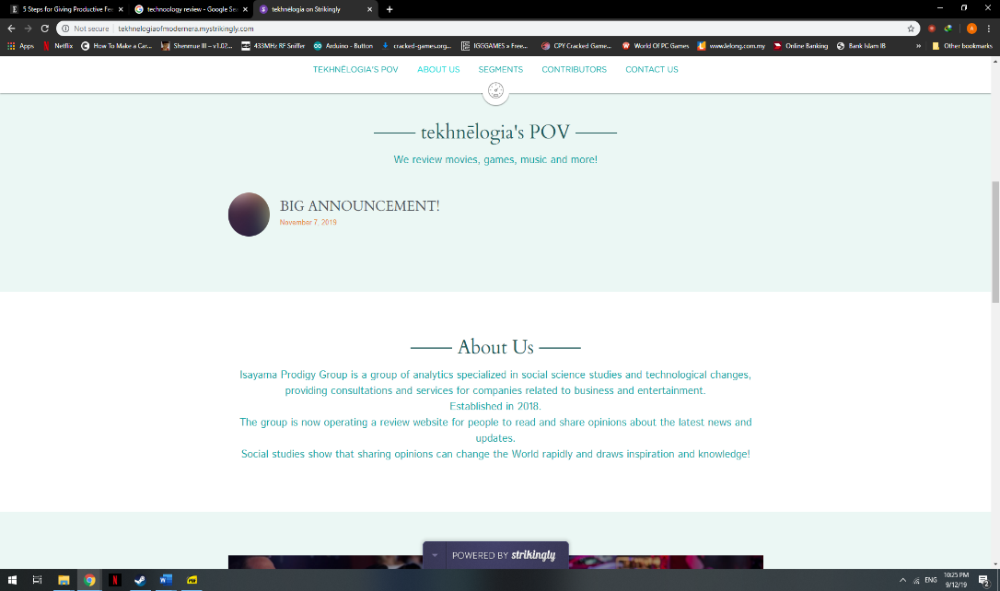 5 Steps for Giving Productive Fee
technoology review - Google Sea
tekhnēlogia on Strikingly
Not secure
tekhnelogiaofmodernera.mystrikingly.com
Apps
Netflix
How To Make a Car...
Shenmue III – v1.02...
433MHz RF Sniffer
Arduino - Button
cracked-games.org...
IGGGAMES » Free...
CPY Cracked Game...
World Of PC Games
www.lelong.com.my
Online Banking
Bank Islam IB
»
Other bookmarks
TEKHNĒLOGIA'S POV
ABOUT US
SEGMENTS
CONTRIBUTORS
CONTACT US
tekhnēlogia's POV
We review movies, games, music and more!
BIG ANNOUNCEMENT!
November 7, 2019
About Us
Isayama Prodigy Group is a group of analytics specialized in social science studies and technological changes,
providing consultations and services for companies related to business and entertainment.
Established in 2018.
The group is now operating a review website for people to read and share opinions about the latest news and
updates.
Social studies show that sharing opinions can change the World rapidly and draws inspiration and knowledge!
POWERED BY strikingly
ENG
10:25 PM
9/12/19